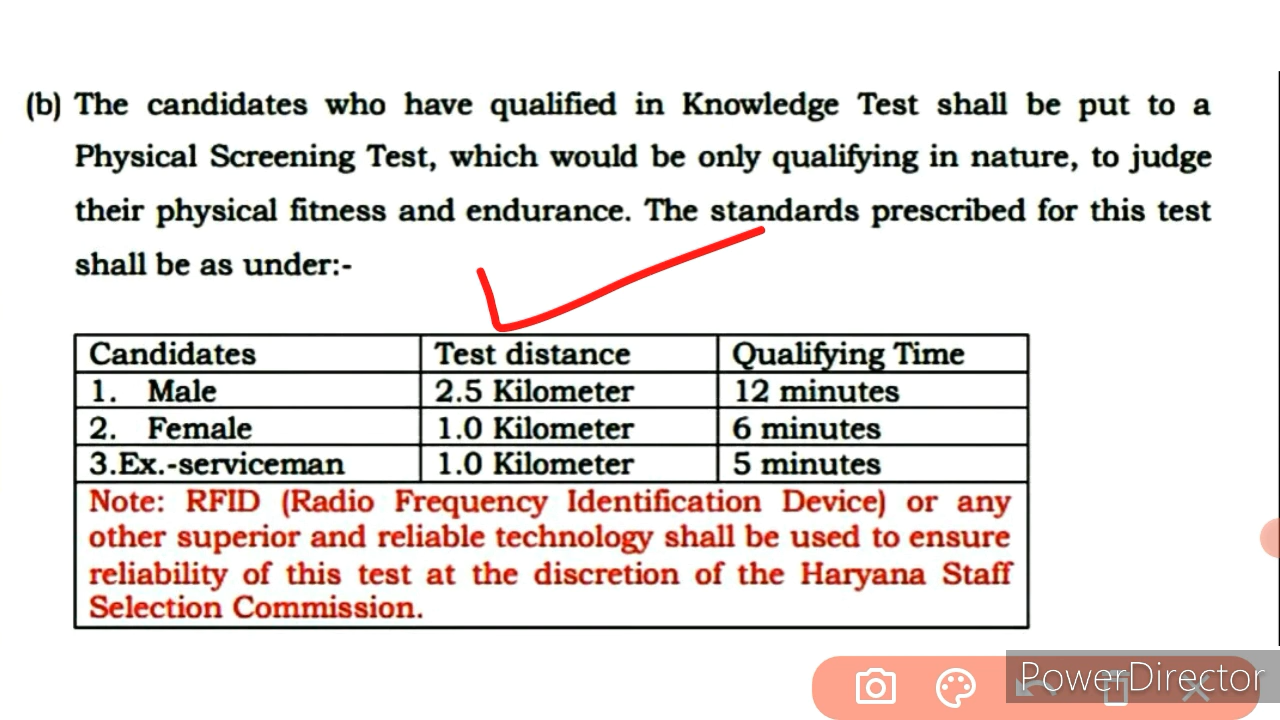 (b) The candidates who have qualified in Knowledge Test shall be put to a
Physical Screening Test, which would be only qualifying in nature, to judge
their physical fitness and endurance. The standards prescribed for this test
shall be as under:-
Candidates Test distance Qualifying Time
1. Male 2.5 Kilometer 12 minutes
2. Female 1.0 Kilometer 6 minutes
3.Ex.-serviceman 1.0 Kilometer 5 minutes
Note: RFID (Radio Frequency Identification Device) or any
other superior and reliable technology shall be used to ensure
reliability of this test at the discretion of the Haryana Staff
Selection Commission.
PowerDirector